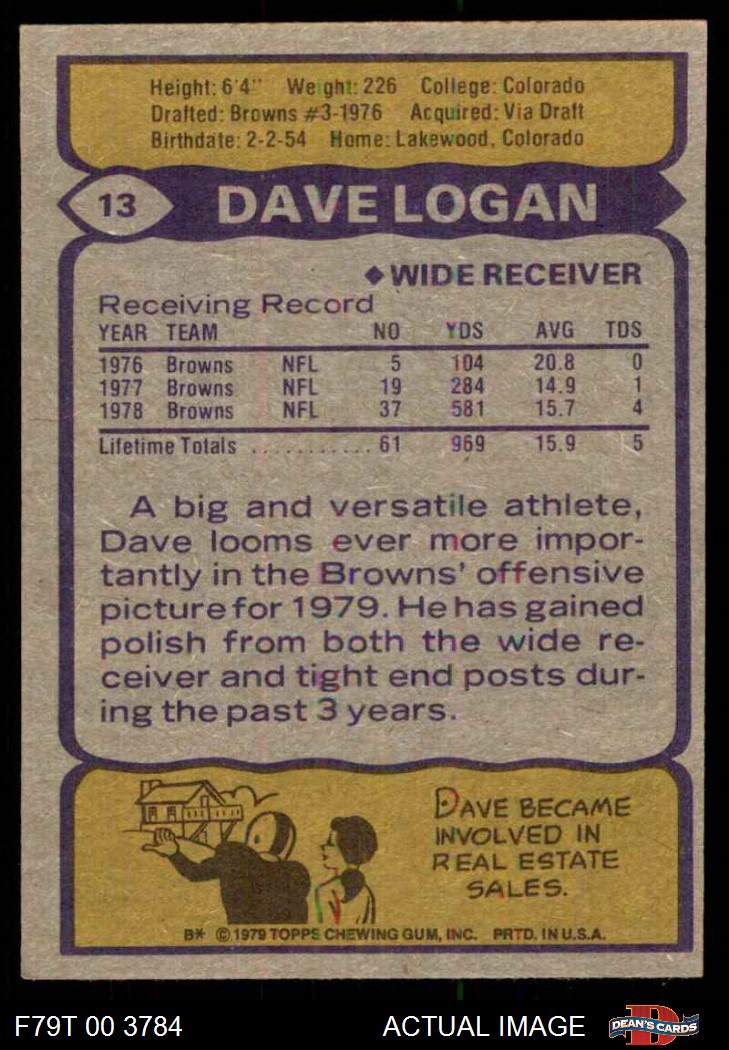 Height: 6'4" Weight: 226 College: Colorado
Drafted: Browns #3-1976 Acquired: Via Draft
Birthdate: 2-2-54 Home: Lakewood, Colorado
13 DAVE LOGAN
◆ WIDE RECEIVER
Receiving Record
YEAR TEAM NO YDS AVG TDS
1976 Browns NFL 5 104 20.8 0
1977 Browns NFL 19 284 14.9 1
1978 Browns NFL 37 581 15.7 4
Lifetime Totals ........... 61 969 15.9 5
A big and versatile athlete,
Dave looms ever more impor-
tantly in the Browns' offensive
picture for 1979. He has gained
polish from both the wide re-
ceiver and tight end posts dur-
ing the past 3 years.
DAVE BECAME
INVOLVED IN
REAL ESTATE
SALES.
B* © 1979 TOPPS CHEWING GUM, INC. PRTD. IN U.S.A.
F79T 00 3784 ACTUAL IMAGE D DEAN'S CARDS